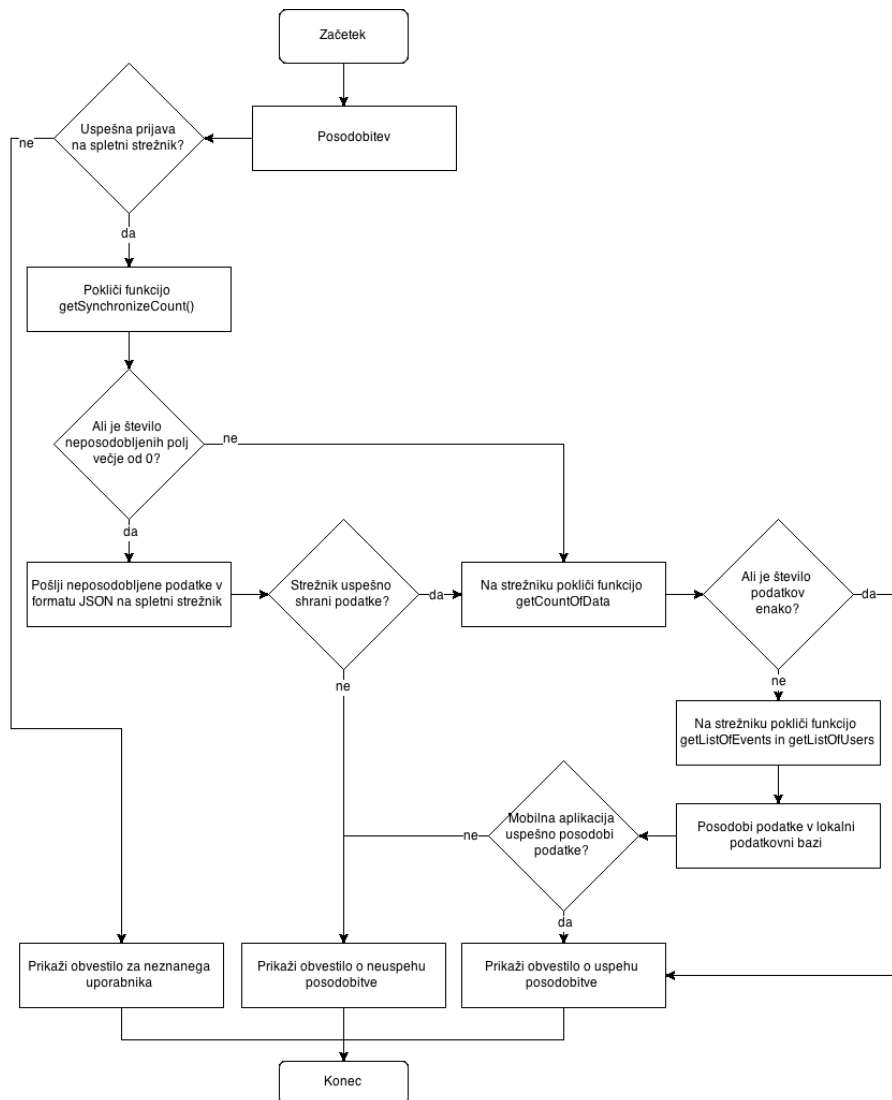 Začetek
Uspešna prijava
na spletni strežnik?
Posodobitev
ne
da
Pokliči funkcijo
getSynchronizeCount()
Ali je število
neposodobljenih polj
večje od 0?
ne
da
Pošlji neposodobljene podatke v
formatu JSON na spletni strežnik
Strežnik uspešno
shrani podatke?
da
Na strežniku pokliči funkcijo
getCountOfData
Ali je število
podatkov
enako?
da
ne
ne
Na strežniku pokliči funkcijo
getListOfEvents in getListOfUsers
Mobilna aplikacija
uspešno posodobi
podatke?
ne
Posodobi podatke v lokalni
podatkovni bazi
da
Prikaži obvestilo za neznanega
uporabnika
Prikaži obvestilo o neuspehu
posodobitve
Prikaži obvestilo o uspehu
posodobitve
Konec